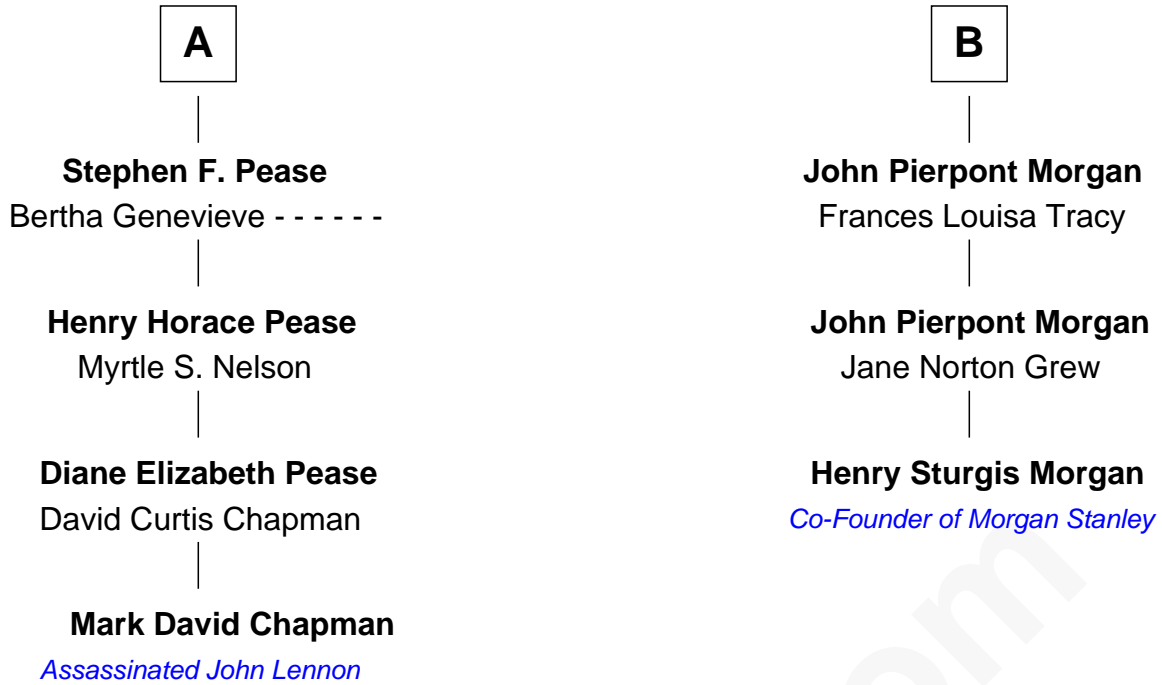 A
B
Stephen F. Pease
Bertha Genevieve - - - - - -
John Pierpont Morgan
Frances Louisa Tracy
Henry Horace Pease
Myrtle S. Nelson
John Pierpont Morgan
Jane Norton Grew
Diane Elizabeth Pease
David Curtis Chapman
Henry Sturgis Morgan
Co-Founder of Morgan Stanley
Mark David Chapman
Assassinated John Lennon
om